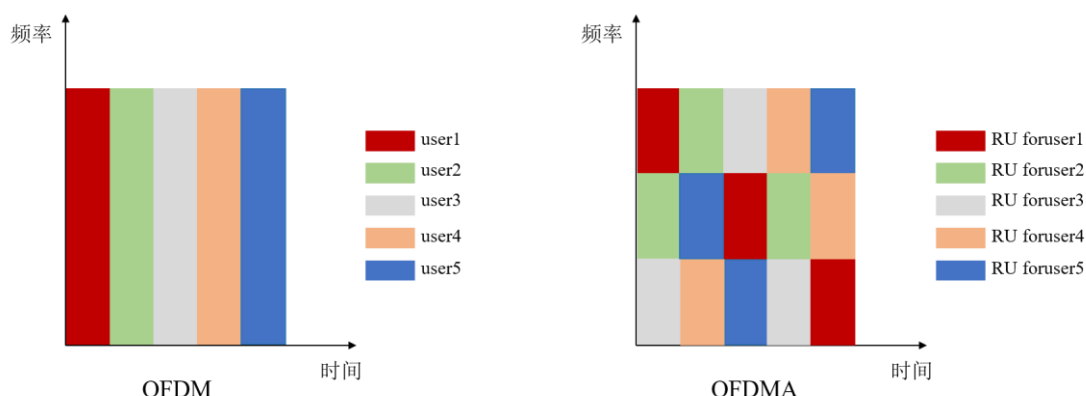 频率
user1
user2
user3
user4
user5
时间
OFDM
频率
RU foruser1
RU foruser2
RU foruser3
RU foruser4
RU foruser5
时间
OFDMA